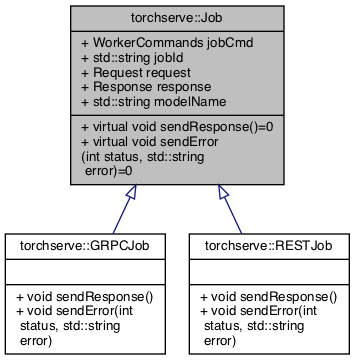 torchserve::Job
+ WorkerCommands jobCmd
+ std::string jobId
+ Request request
+ Response response
+ std::string modelName
+ virtual void sendResponse()=0
+ virtual void sendError
(int status, std::string
error)=0
torchserve::GRPCJob
+ void sendResponse()
+ void sendError(int
status, std::string
error)
torchserve::RESTJob
+ void sendResponse()
+ void sendError(int
status, std::string
error)